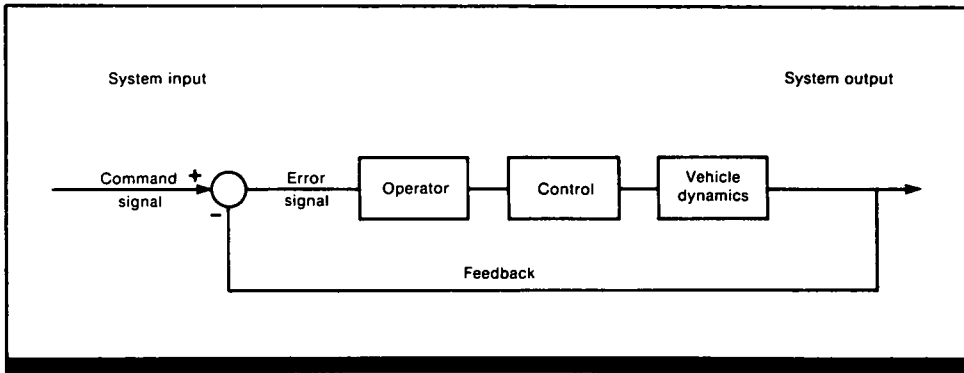 System input
System output
Command
signal
+
-
Error
signal
Operator
Control
Vehicle
dynamics
Feedback